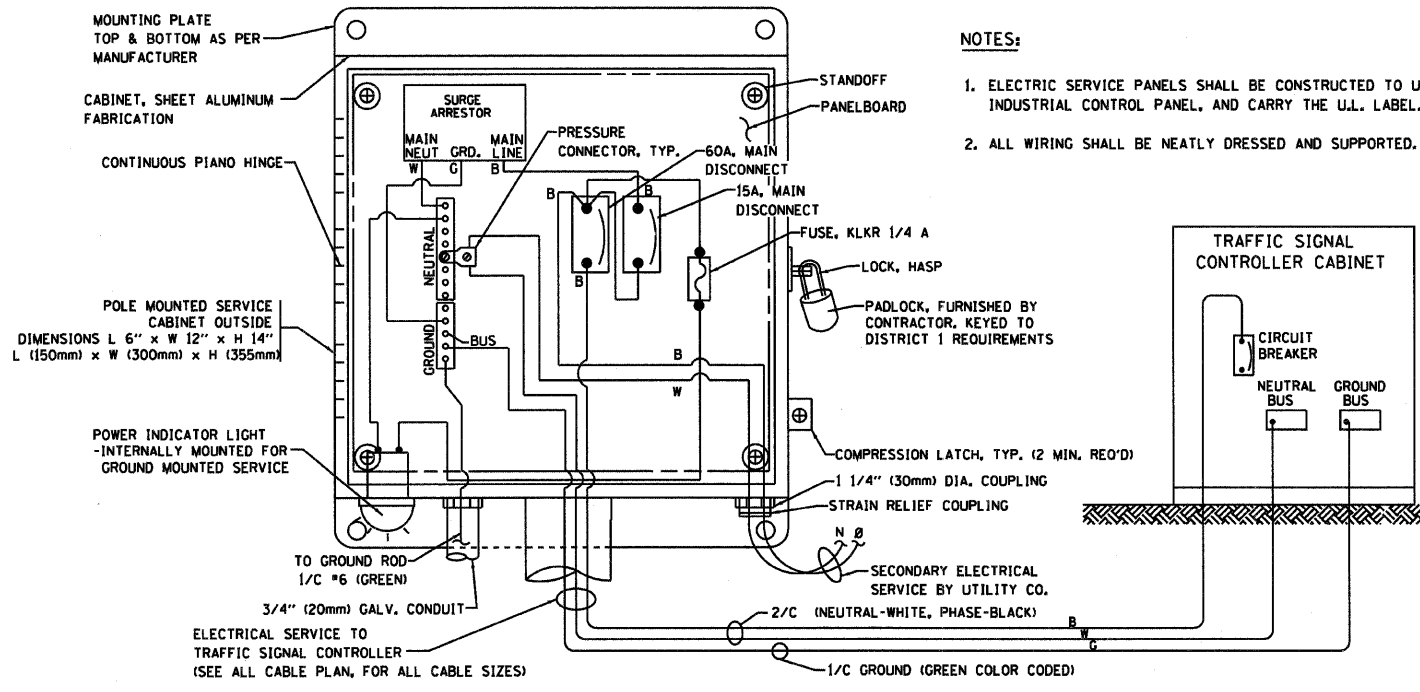 MOUNTING PLATE
TOP & BOTTOM AS PER
MANUFACTURER
CABINET, SHEET ALUMINUM
FABRICATION
CONTINUOUS PIANO HINGE
POLE MOUNTED SERVICE
CABINET OUTSIDE
DIMENSIONS L 6" x W 12" x H 14"
L (150mm) x W (300mm) x H (355mm)
POWER INDICATOR LIGHT
-INTERNALLY MOUNTED FOR
GROUND MOUNTED SERVICE
SURGE
ARRESTOR
MAIN NEUT
GRD.
MAIN LINE
W
G
B
NEUTRAL
GROUND
BUS
PRESSURE
CONNECTOR, TYP.
STANDOFF
PANELBOARD
60A, MAIN
DISCONNECT
15A, MAIN
DISCONNECT
FUSE, KLKR 1/4 A
B
B
B
B
W
LOCK, HASP
PADLOCK, FURNISHED BY
CONTRACTOR, KEYED TO
DISTRICT 1 REQUIREMENTS
COMPRESSION LATCH, TYP. (2 MIN. REQ'D)
1 1/4" (30mm) DIA. COUPLING
STRAIN RELIEF COUPLING
N Ø
SECONDARY ELECTRICAL
SERVICE BY UTILITY CO.
TO GROUND ROD
1/C #6 (GREEN)
3/4" (20mm) GALV. CONDUIT
ELECTRICAL SERVICE TO
TRAFFIC SIGNAL CONTROLLER
(SEE ALL CABLE PLAN, FOR ALL CABLE SIZES)
2/C (NEUTRAL-WHITE, PHASE-BLACK)
B
W
G
1/C GROUND (GREEN COLOR CODED)
NOTES:
1. ELECTRIC SERVICE PANELS SHALL BE CONSTRUCTED TO U
INDUSTRIAL CONTROL PANEL, AND CARRY THE U.L. LABEL.
2. ALL WIRING SHALL BE NEATLY DRESSED AND SUPPORTED.
TRAFFIC SIGNAL
CONTROLLER CABINET
CIRCUIT
BREAKER
NEUTRAL
BUS
GROUND
BUS